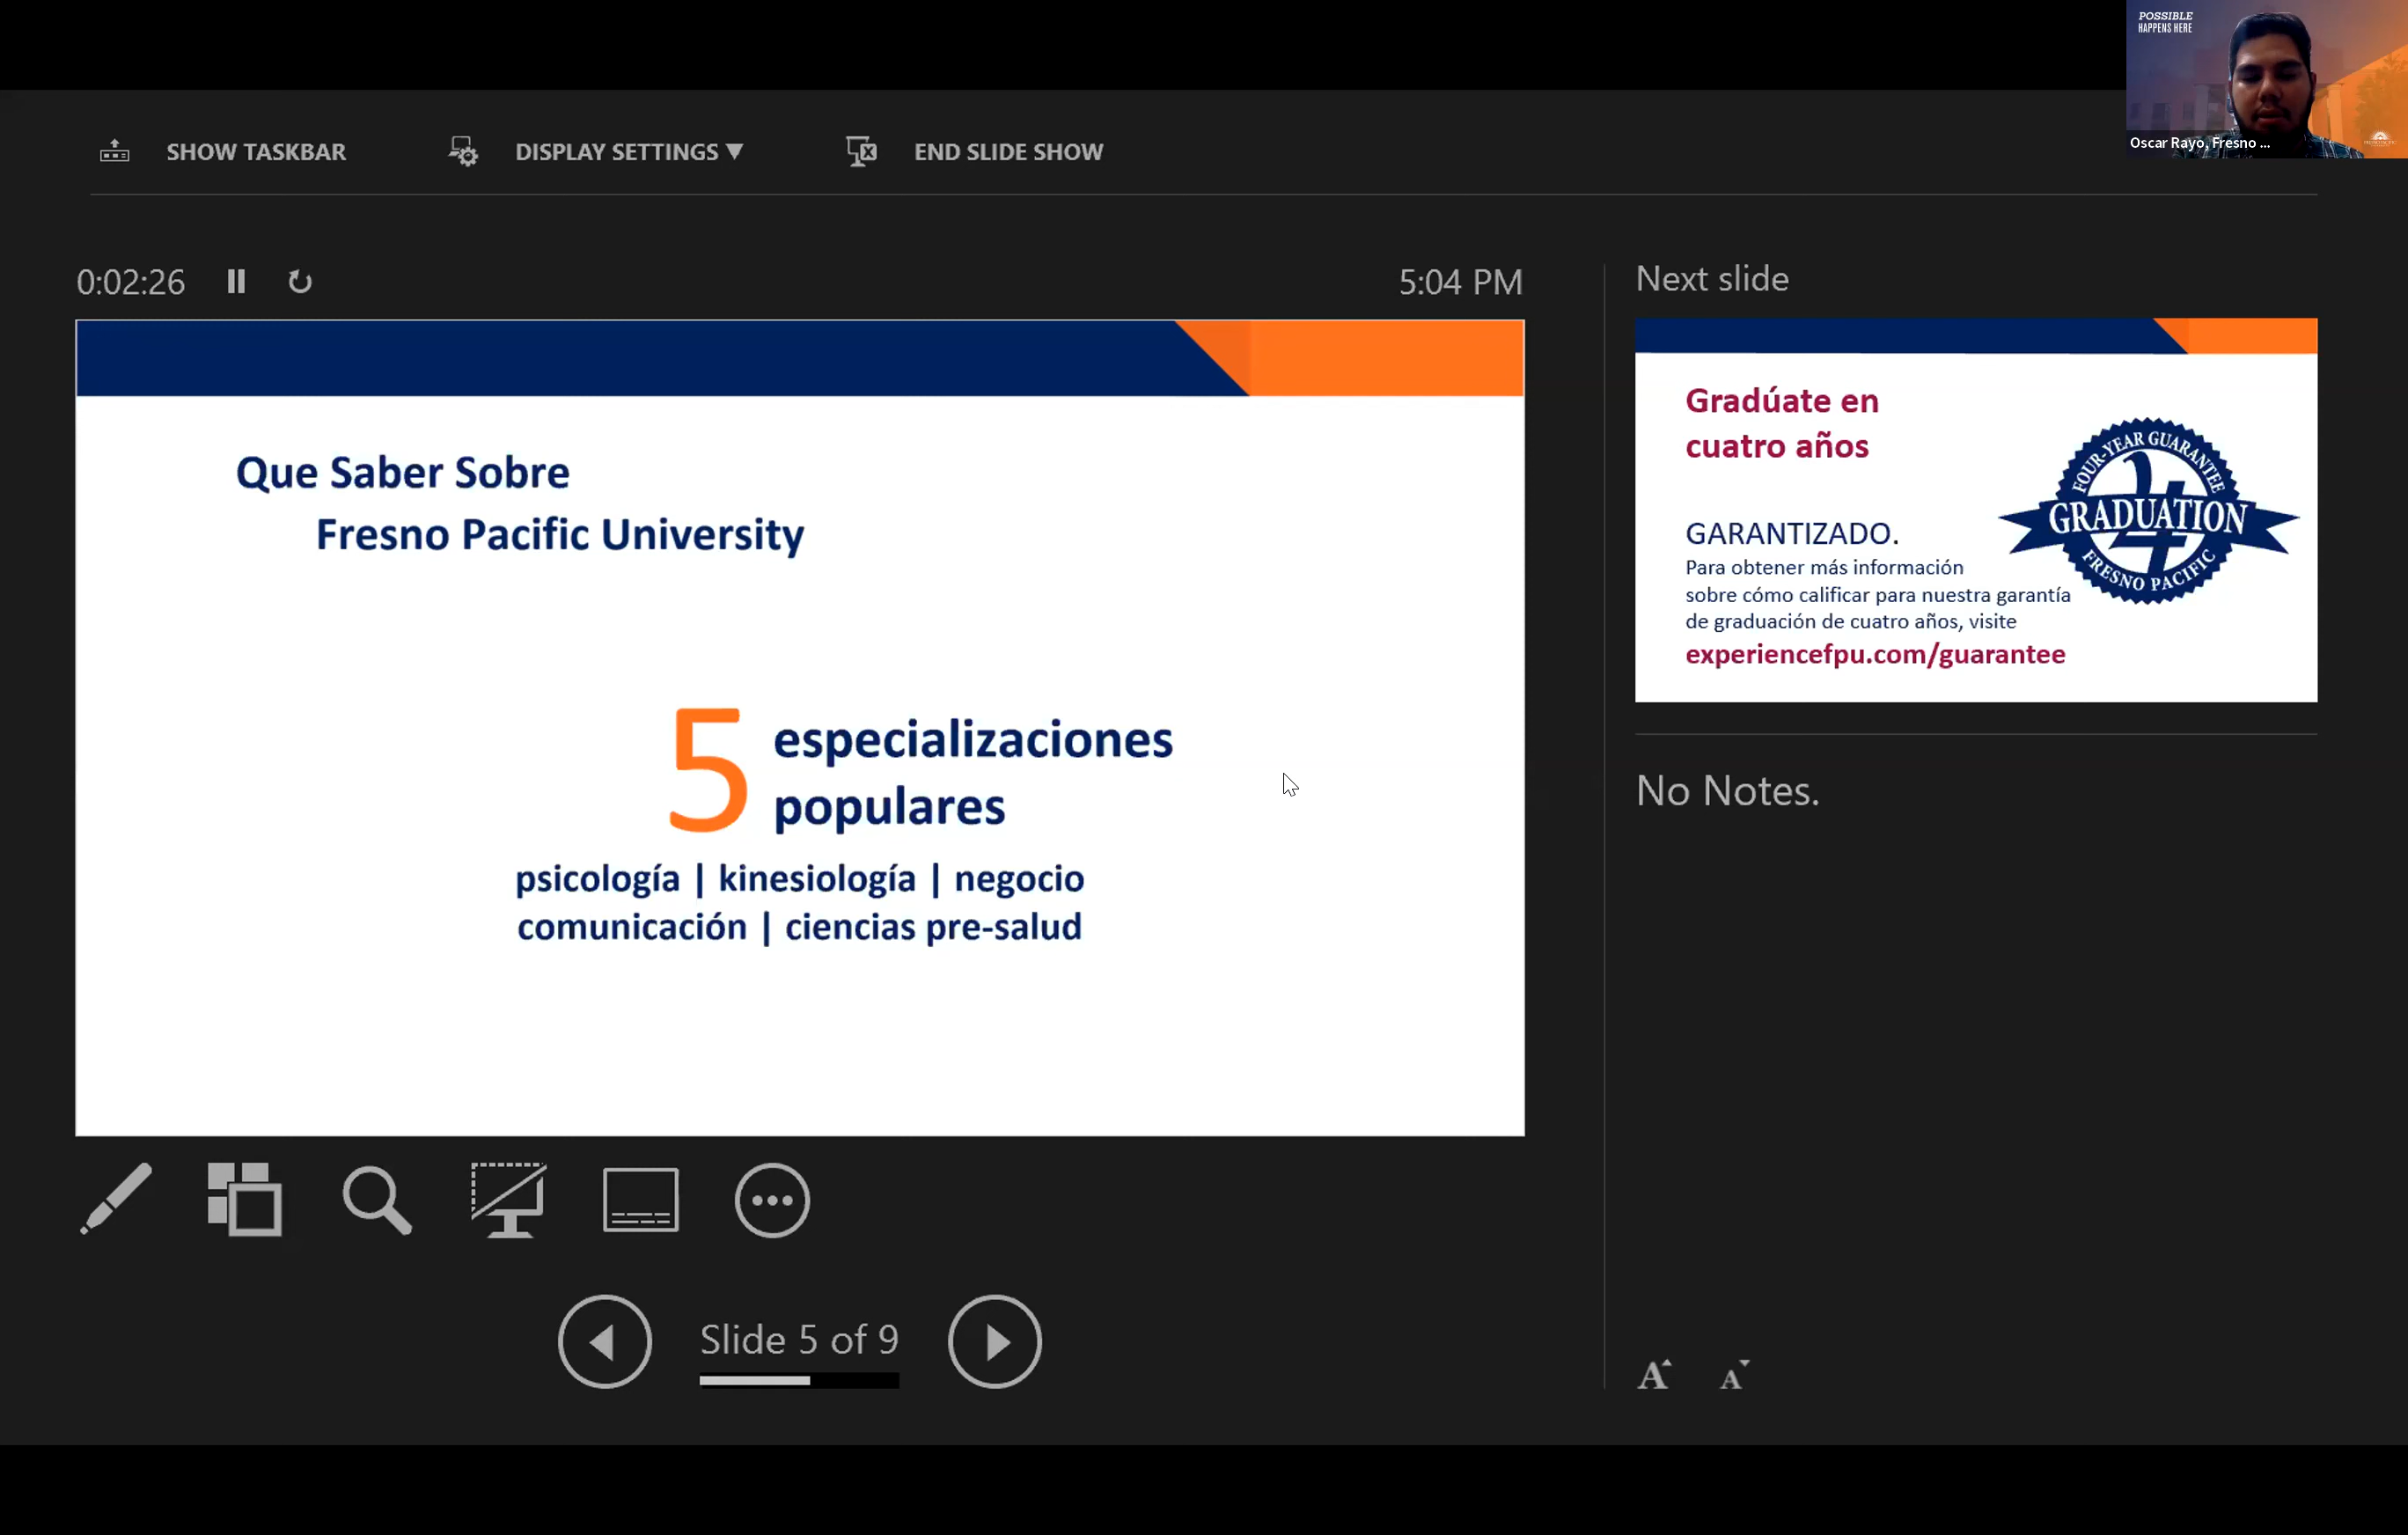 POSSIBLE
HAPPENS HERE
Oscar Rayo, Fresno ...
SHOW TASKBAR
DISPLAY SETTINGS ▼
END SLIDE SHOW
0:02:26
5:04 PM
Que Saber Sobre
Fresno Pacific University
5 especializaciones
populares
psicología | kinesiología | negocio
comunicación | ciencias pre-salud
Slide 5 of 9
Next slide
Gradúate en
cuatro años
GARANTIZADO.
Para obtener más información
sobre cómo calificar para nuestra garantía
de graduación de cuatro años, visite
experiencefpu.com/guarantee
FOUR-YEAR GUARANTEE
4
GRADUATION
FRESNO PACIFIC
No Notes.
A
A